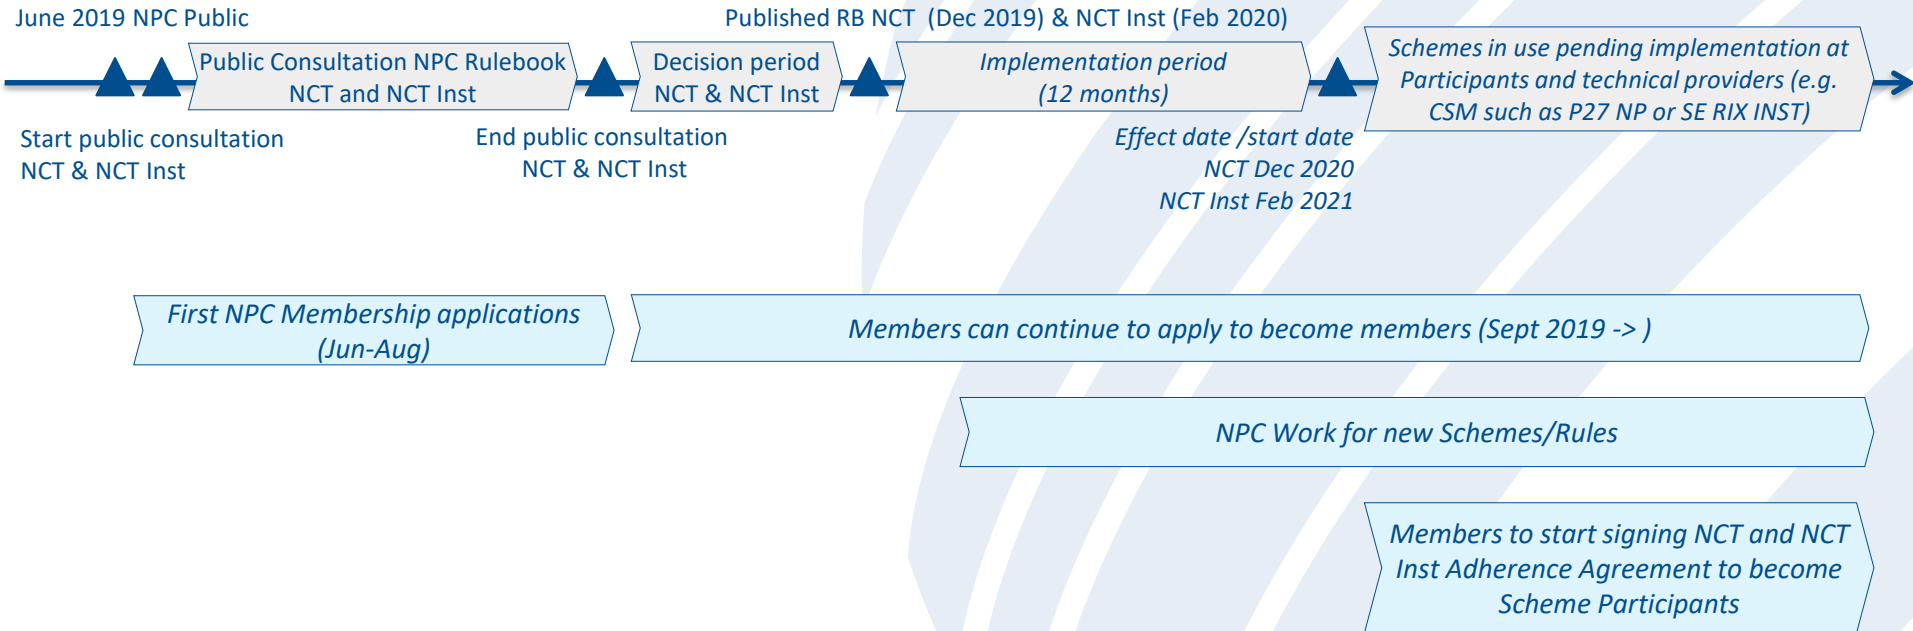 June 2019 NPC Public
Published RB NCT (Dec 2019) & NCT Inst (Feb 2020)
Public Consultation NPC Rulebook
NCT and NCT Inst
Decision period
NCT & NCT Inst
Implementation period
(12 months)
Schemes in use pending implementation at
Participants and technical providers (e.g.
CSM such as P27 NP or SE RIX INST)
Start public consultation
NCT & NCT Inst
End public consultation
NCT & NCT Inst
Effect date /start date
NCT Dec 2020
NCT Inst Feb 2021
First NPC Membership applications
(Jun-Aug)
Members can continue to apply to become members (Sept 2019 -> )
NPC Work for new Schemes/Rules
Members to start signing NCT and NCT
Inst Adherence Agreement to become
Scheme Participants